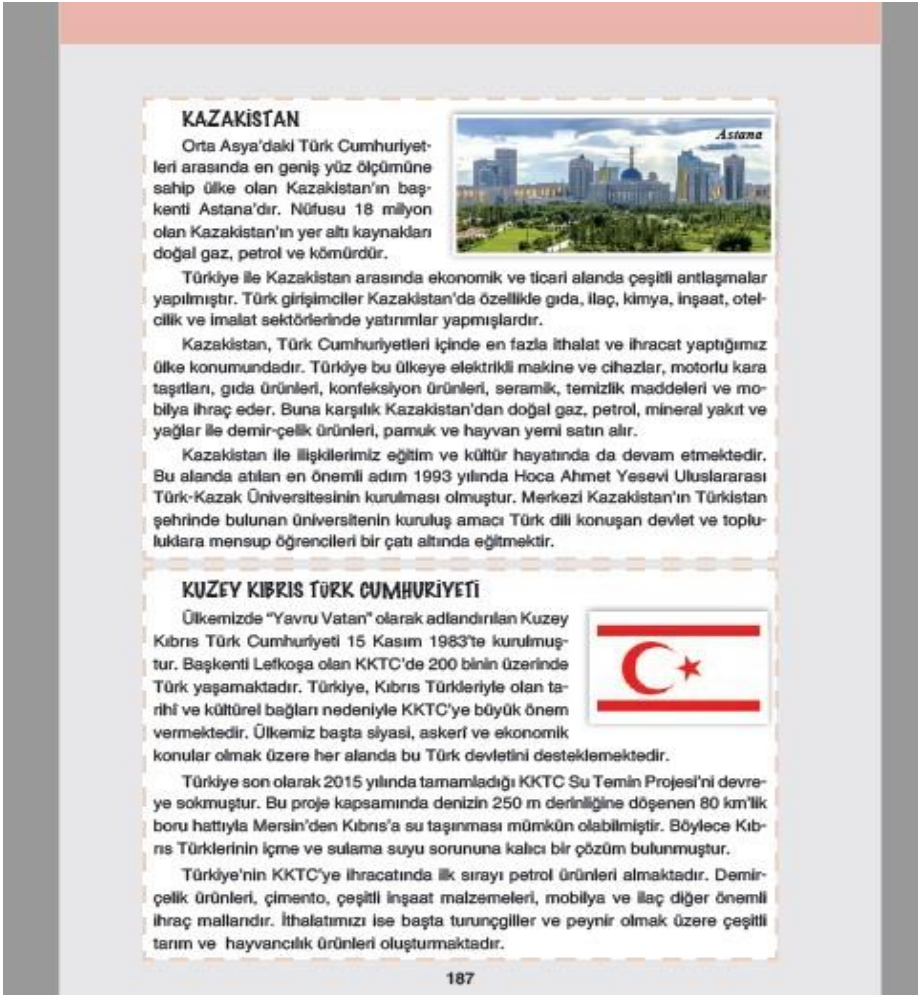 KAZAKİSTAN
Astana
Orta Asya'daki Türk Cumhuriyet-
leri arasında en geniş yüz ölçümüne
sahip ülke olan Kazakistan'ın baş-
kenti Astana'dır. Nüfusu 18 milyon
olan Kazakistan'ın yer altı kaynakları
doğal gaz, petrol ve kömürdür.
Türkiye ile Kazakistan arasında ekonomik ve ticari alanda çeşitli antlaşmalar
yapılmıştır. Türk girişimciler Kazakistan'da özellikle gıda, ilaç, kimya, inşaat, otel-
cilik ve imalat sektörlerinde yatırımlar yapmışlardır.
Kazakistan, Türk Cumhuriyetleri içinde en fazla ithalat ve ihracat yaptığımız
ülke konumundadır. Türkiye bu ülkeye elektrikli makine ve cihazlar, motorlu kara
taşıtları, gıda ürünleri, konfeksiyon ürünleri, seramik, temizlik maddeleri ve mo-
bilya ihraç eder. Buna karşılık Kazakistan'dan doğal gaz, petrol, mineral yakıt ve
yağlar ile demir-çelik ürünleri, pamuk ve hayvan yemi satın alır.
Kazakistan ile ilişkilerimiz eğitim ve kültür hayatında da devam etmektedir.
Bu alanda atılan en önemli adım 1993 yılında Hoca Ahmet Yesevi Uluslararası
Türk-Kazak Üniversitesinin kurulması olmuştur. Merkezi Kazakistan'ın Türkistan
şehrinde bulunan üniversitenin kuruluş amacı Türk dili konuşan devlet ve toplu-
luklara mensup öğrencileri bir çatı altında eğitmektir.
KUZEY KIBRIS TÜRK CUMHURİYETİ
Ülkemizde "Yavru Vatan" olarak adlandırılan Kuzey
Kıbrıs Türk Cumhuriyeti 15 Kasım 1983'te kurulmuş-
tur. Başkenti Lefkoşa olan KKTC'de 200 binin üzerinde
Türk yaşamaktadır. Türkiye, Kıbrıs Türkleriyle olan ta-
rihî ve kültürel bağları nedeniyle KKTC'ye büyük önem
vermektedir. Ülkemiz başta siyasi, askerî ve ekonomik
konular olmak üzere her alanda bu Türk devletini desteklemektedir.
Türkiye son olarak 2015 yılında tamamladığı KKTC Su Temin Projesi'ni devre-
ye sokmuştur. Bu proje kapsamında denizin 250 m derinliğine döşenen 80 km'lik
boru hattıyla Mersin'den Kıbrıs'a su taşınması mümkün olabilmiştir. Böylece Kıb-
rıs Türklerinin içme ve sulama suyu sorununa kalıcı bir çözüm bulunmuştur.
Türkiye'nin KKTC'ye ihracatında ilk sırayı petrol ürünleri almaktadır. Demir-
çelik ürünleri, çimento, çeşitli inşaat malzemeleri, mobilya ve ilaç diğer önemli
ihraç mallarıdır. İthalatımızı ise başta turunçgiller ve peynir olmak üzere çeşitli
tarım ve hayvancılık ürünleri oluşturmaktadır.
187